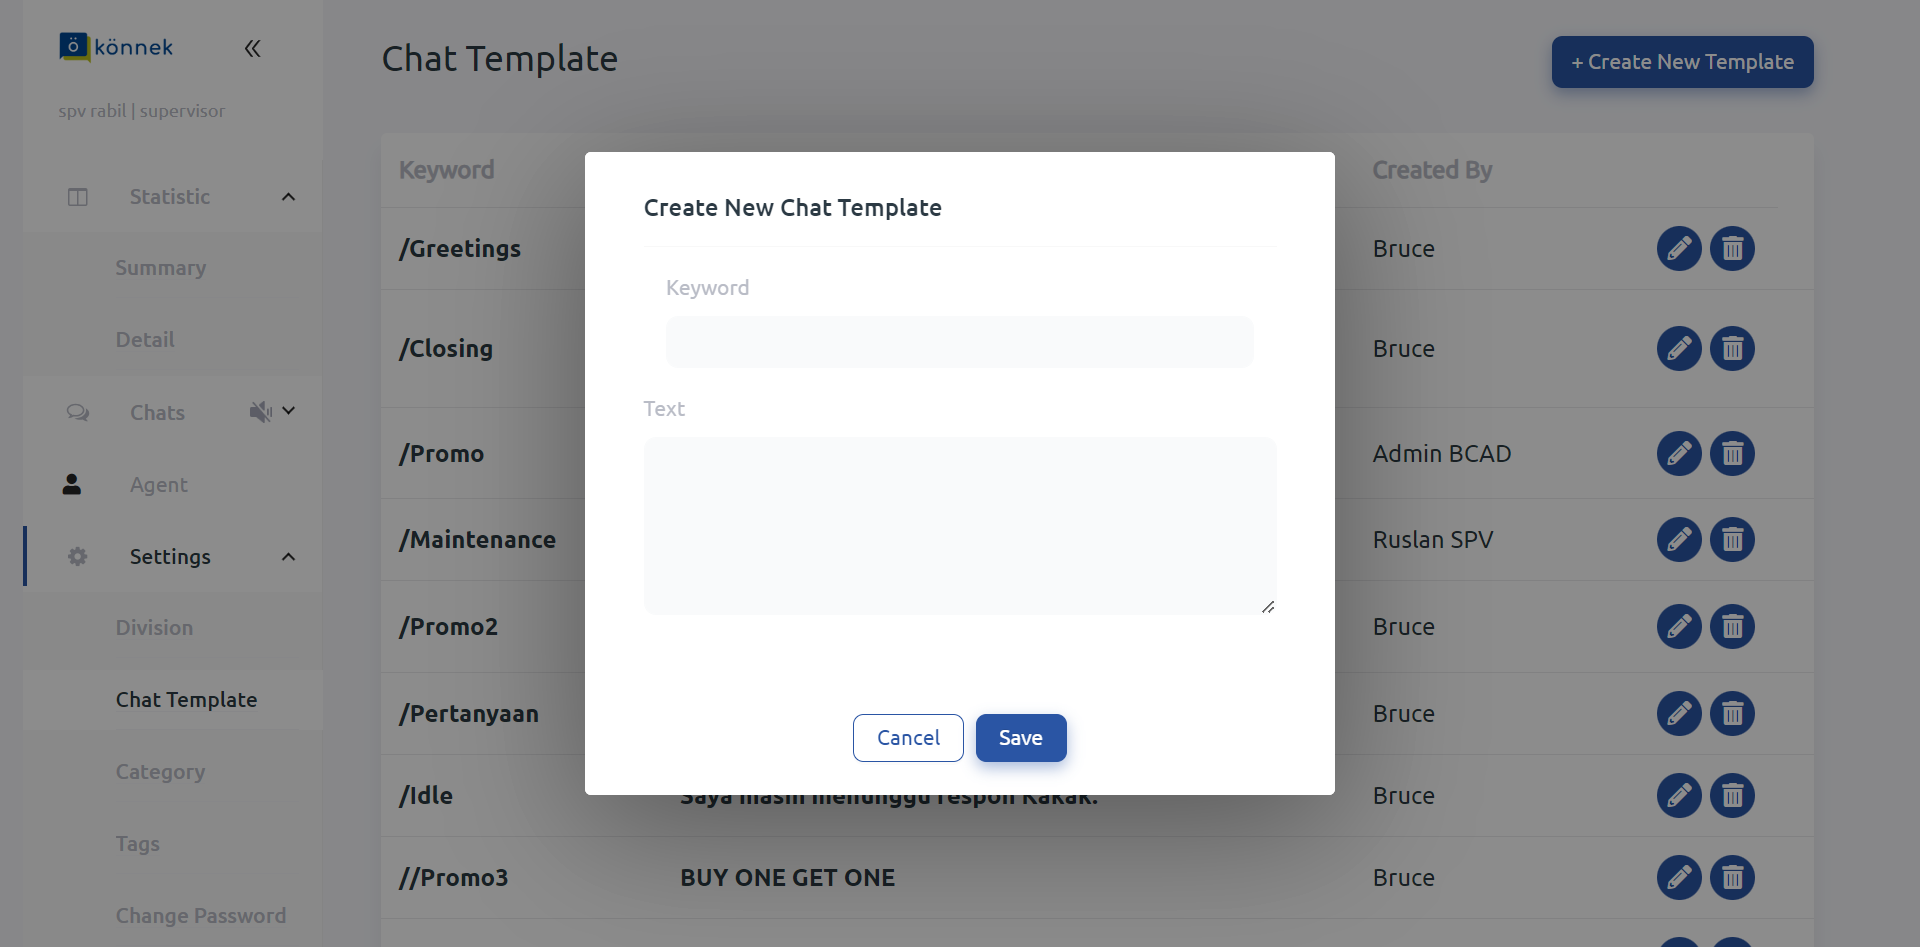 könnek
spv rabil | supervisor
Statistic
Summary
Detail
Chats
Agent
Settings
Division
Chat Template
Category
Tags
Change Password
Chat Template
+ Create New Template
Keyword
Created By
/Greetings
Bruce
/Closing
Bruce
/Promo
Admin BCAD
/Maintenance
Ruslan SPV
/Promo2
Bruce
/Pertanyaan
Bruce
/Idle
Saya masih menunggu respon Kakak.
Bruce
//Promo3
BUY ONE GET ONE
Bruce
Create New Chat Template
Keyword
Text
Cancel
Save